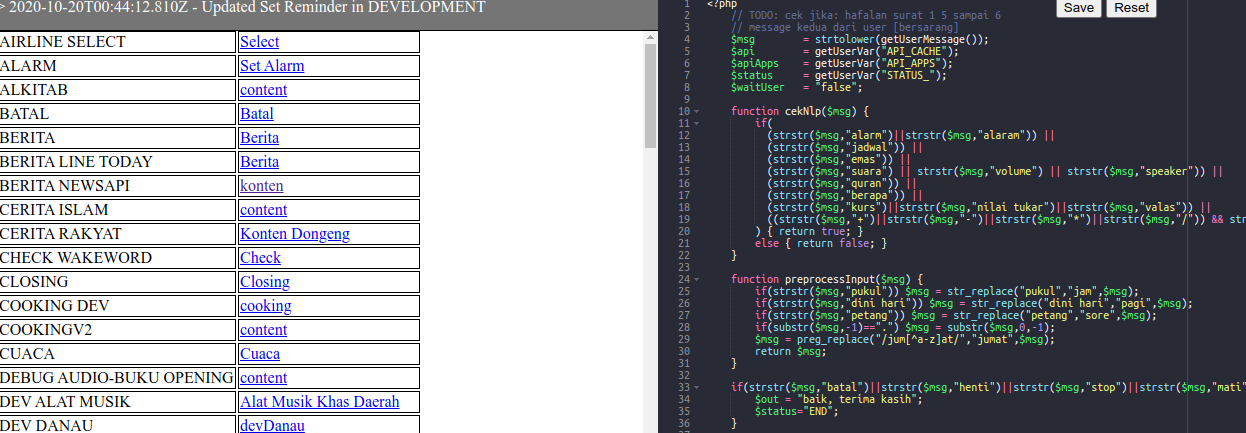 > 2020-10-20T00:44:12.810Z - Updated Set Reminder in DEVELOPMENT
AIRLINE SELECT Select
ALARM Set Alarm
ALKITAB content
BATAL Batal
BERITA Berita
BERITA LINE TODAY Berita
BERITA NEWSAPI konten
CERITA ISLAM content
CERITA RAKYAT Konten Dongeng
CHECK WAKEWORD Check
CLOSING Closing
COOKING DEV cooking
COOKINGV2 content
CUACA Cuaca
DEBUG AUDIO-BUKU OPENING content
DEV ALAT MUSIK Alat Musik Khas Daerah
DEV DANAU devDanau
Save Reset
1 <?php
2 // TODO: cek jika: hafalan surat 1 5 sampai 6
3 // message kedua dari user [bersarang]
4 $msg = strtolower(getUserMessage());
5 $api = getUserVar("API_CACHE");
6 $apiApps = getUserVar("API_APPS");
7 $status = getUserVar("STATUS_");
8 $waitUser = "false";
9
10 function cekNlp($msg) {
11 if(
12 (strstr($msg,"alarm")||strstr($msg,"alaram")) ||
13 (strstr($msg,"jadwal")) ||
14 (strstr($msg,"emas")) ||
15 (strstr($msg,"suara") || strstr($msg,"volume") || strstr($msg,"speaker")) ||
16 (strstr($msg,"quran")) ||
17 (strstr($msg,"berapa")) ||
18 (strstr($msg,"kurs")||strstr($msg,"nilai tukar")||strstr($msg,"valas")) ||
19 ((strstr($msg,"+")||strstr($msg,"-")||strstr($msg,"*")||strstr($msg,"/")) && str
20 ) { return true; }
21 else { return false; }
22 }
23
24 function preprocessInput($msg) {
25 if(strstr($msg,"pukul")) $msg = str_replace("pukul","jam",$msg);
26 if(strstr($msg,"dini hari")) $msg = str_replace("dini hari","pagi",$msg);
27 if(strstr($msg,"petang")) $msg = str_replace("petang","sore",$msg);
28 if(substr($msg,-1)==".") $msg = substr($msg,0,-1);
29 $msg = preg_replace("/jum[^a-z]at/","jumat",$msg);
30 return $msg;
31 }
32
33 if(strstr($msg,"batal")||strstr($msg,"henti")||strstr($msg,"stop")||strstr($msg,"mati"
34 $out = "baik, terima kasih";
35 $status="END";
36 }